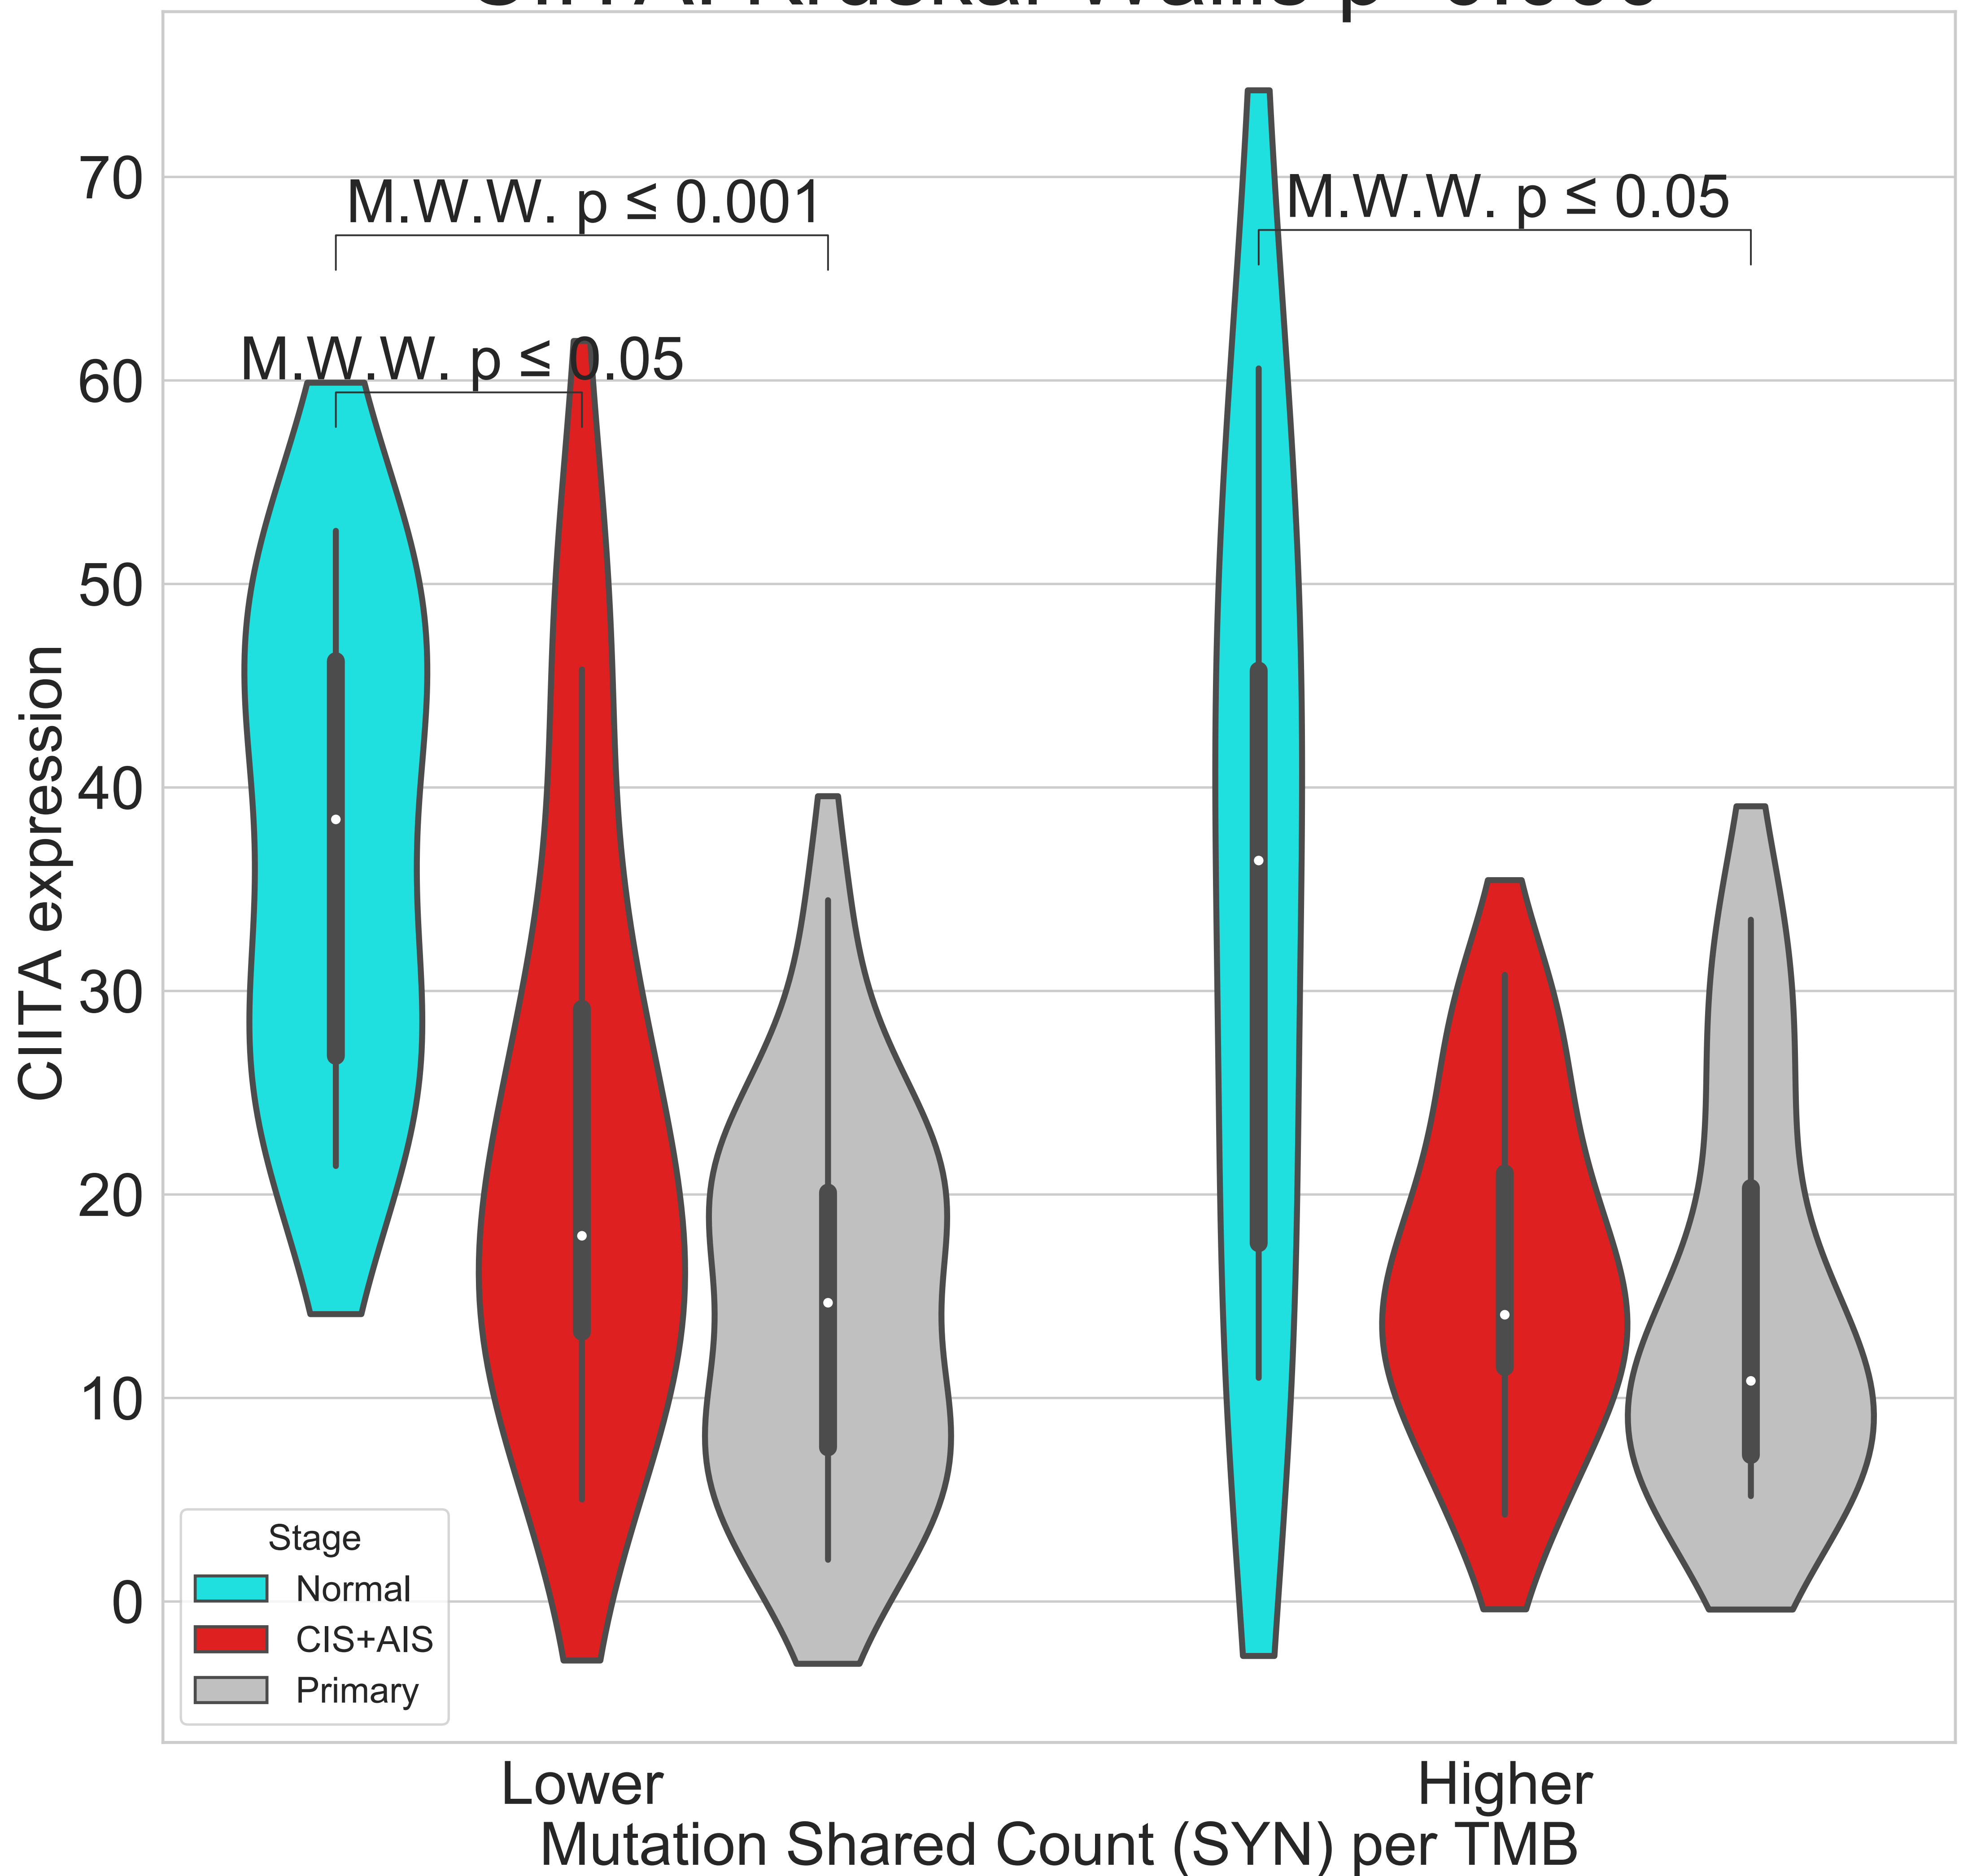 M.W.W. p ≤ 0.001
M.W.W. p ≤ 0.05
M.W.W. p ≤ 0.05
CIITA expression
70
60
50
40
30
20
10
0
Stage
Normal
CIS+AIS
Primary
Lower
Higher
Mutation Shared Count (SYN) per TMB